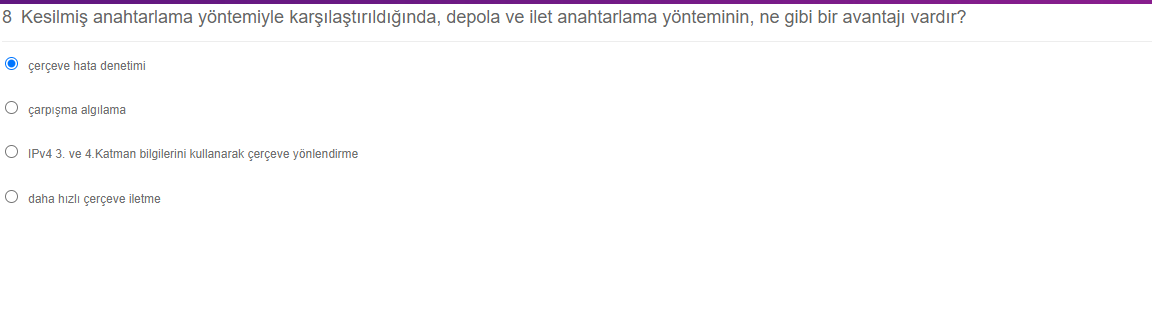 8 Kesilmiş anahtarlama yöntemiyle karşılaştırıldığında, depola ve ilet anahtarlama yönteminin, ne gibi bir avantajı vardır?
çerçeve hata denetimi
çarpışma algılama
IPv4 3. ve 4.Katman bilgilerini kullanarak çerçeve yönlendirme
daha hızlı çerçeve iletme